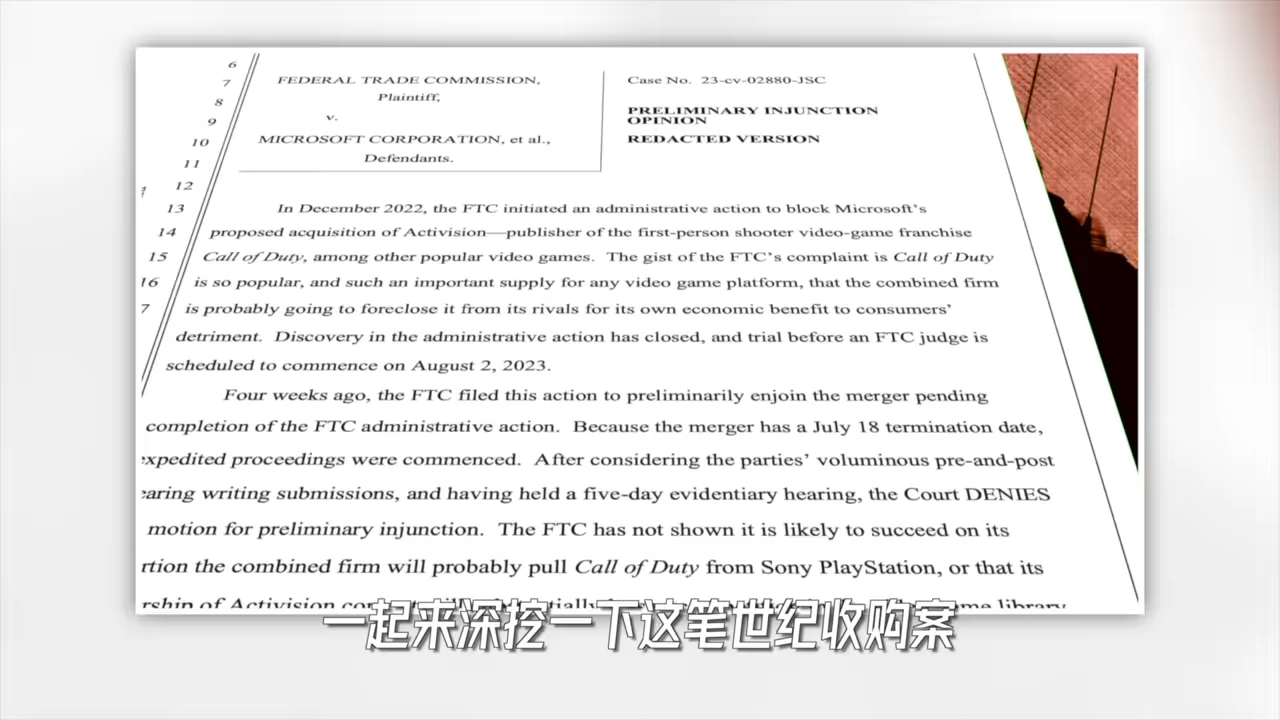 6
7 FEDERAL TRADE COMMISSION, Case No. 23-cv-02880-JSC
8 Plaintiff,
9 v. PRELIMINARY INJUNCTION
OPINION
10 MICROSOFT CORPORATION, et al., REDACTED VERSION
11 Defendants.
12
13 In December 2022, the FTC initiated an administrative action to block Microsoft's
14 proposed acquisition of Activision—publisher of the first-person shooter video-game franchise
15 Call of Duty, among other popular video games. The gist of the FTC's complaint is Call of Duty
16 is so popular, and such an important supply for any video game platform, that the combined firm
7 is probably going to foreclose it from its rivals for its own economic benefit to consumers'
detriment. Discovery in the administrative action has closed, and trial before an FTC judge is
scheduled to commence on August 2, 2023.
Four weeks ago, the FTC filed this action to preliminarily enjoin the merger pending
completion of the FTC administrative action. Because the merger has a July 18 termination date,
expedited proceedings were commenced. After considering the parties' voluminous pre-and-post
earing writing submissions, and having held a five-day evidentiary hearing, the Court DENIES
motion for preliminary injunction. The FTC has not shown it is likely to succeed on its
rtion the combined firm will probably pull Call of Duty from Sony PlayStation, or that its
rship of Activision
一起来深挖一下这笔世纪收购案